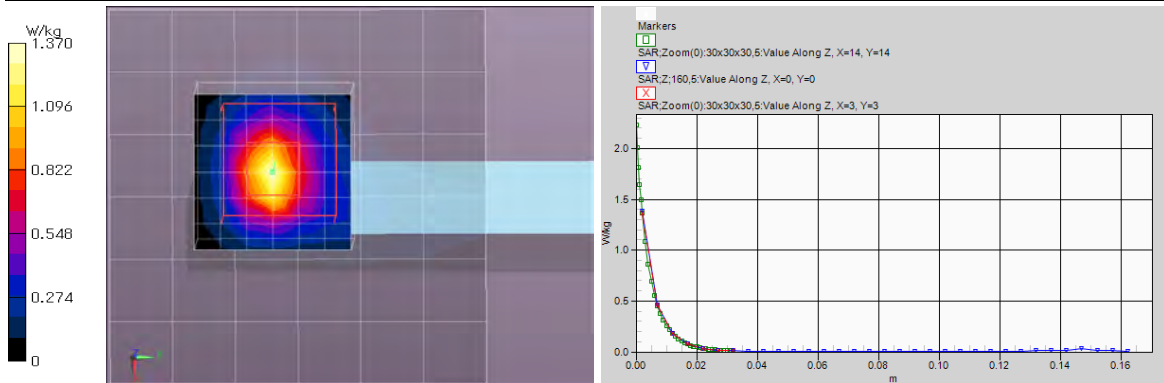 W/kg
1.370
1.096
0.822
0.548
0.274
0
Markers
SAR;Zoom(0):30x30x30,5:Value Along Z, X=14, Y=14
SAR;Z;160,5:Value Along Z, X=0, Y=0
SAR;Zoom(0):30x30x30,5:Value Along Z, X=3, Y=3
W/kg
2.0
1.5
1.0
0.5
0.0
0.00 0.02 0.04 0.06 0.08 0.10 0.12 0.14 0.16
m